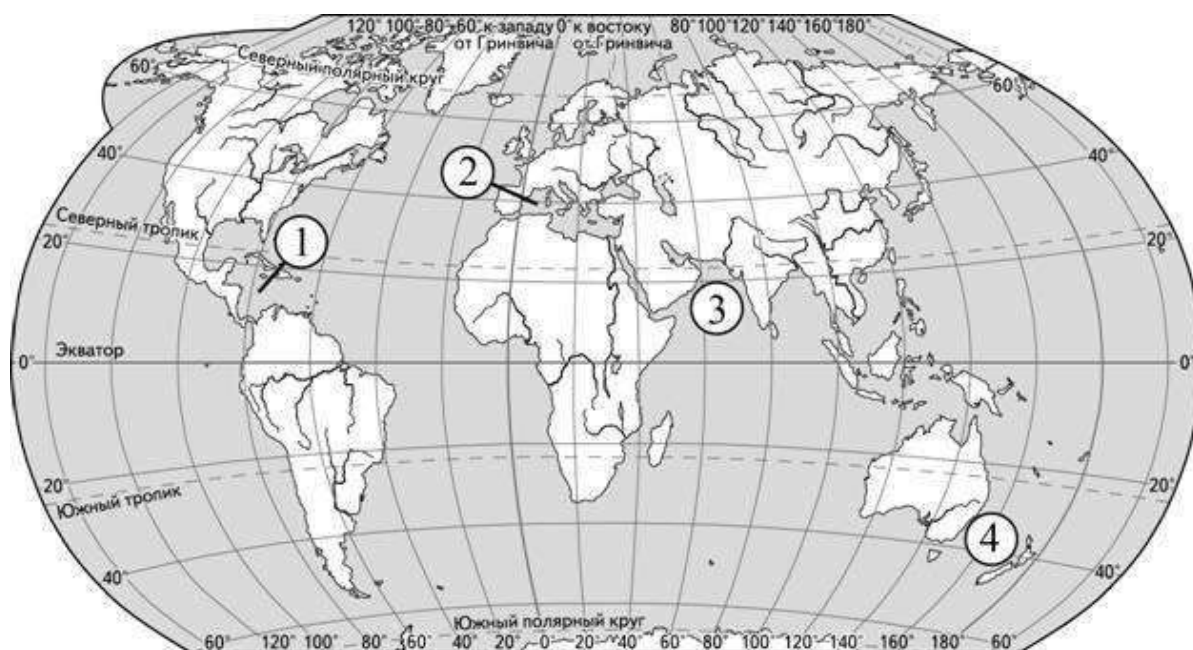 120° 100° 80° 60° к западу 0° к востоку 80° 100° 120° 140° 160° 180°
от Гринвича от Гринвича
60°
Северный полярный круг
60°
40°
40°
2
Северный тропик
20°
1
20°
3
Экватор
0°
0°
20°
Южный тропик
20°
4
40°
40°
Южный полярный круг
60° 120° 100° 80° 60° 40° 20° 0 20° 40° 60° 80° 100° 120° 140° 160° 180° 60°